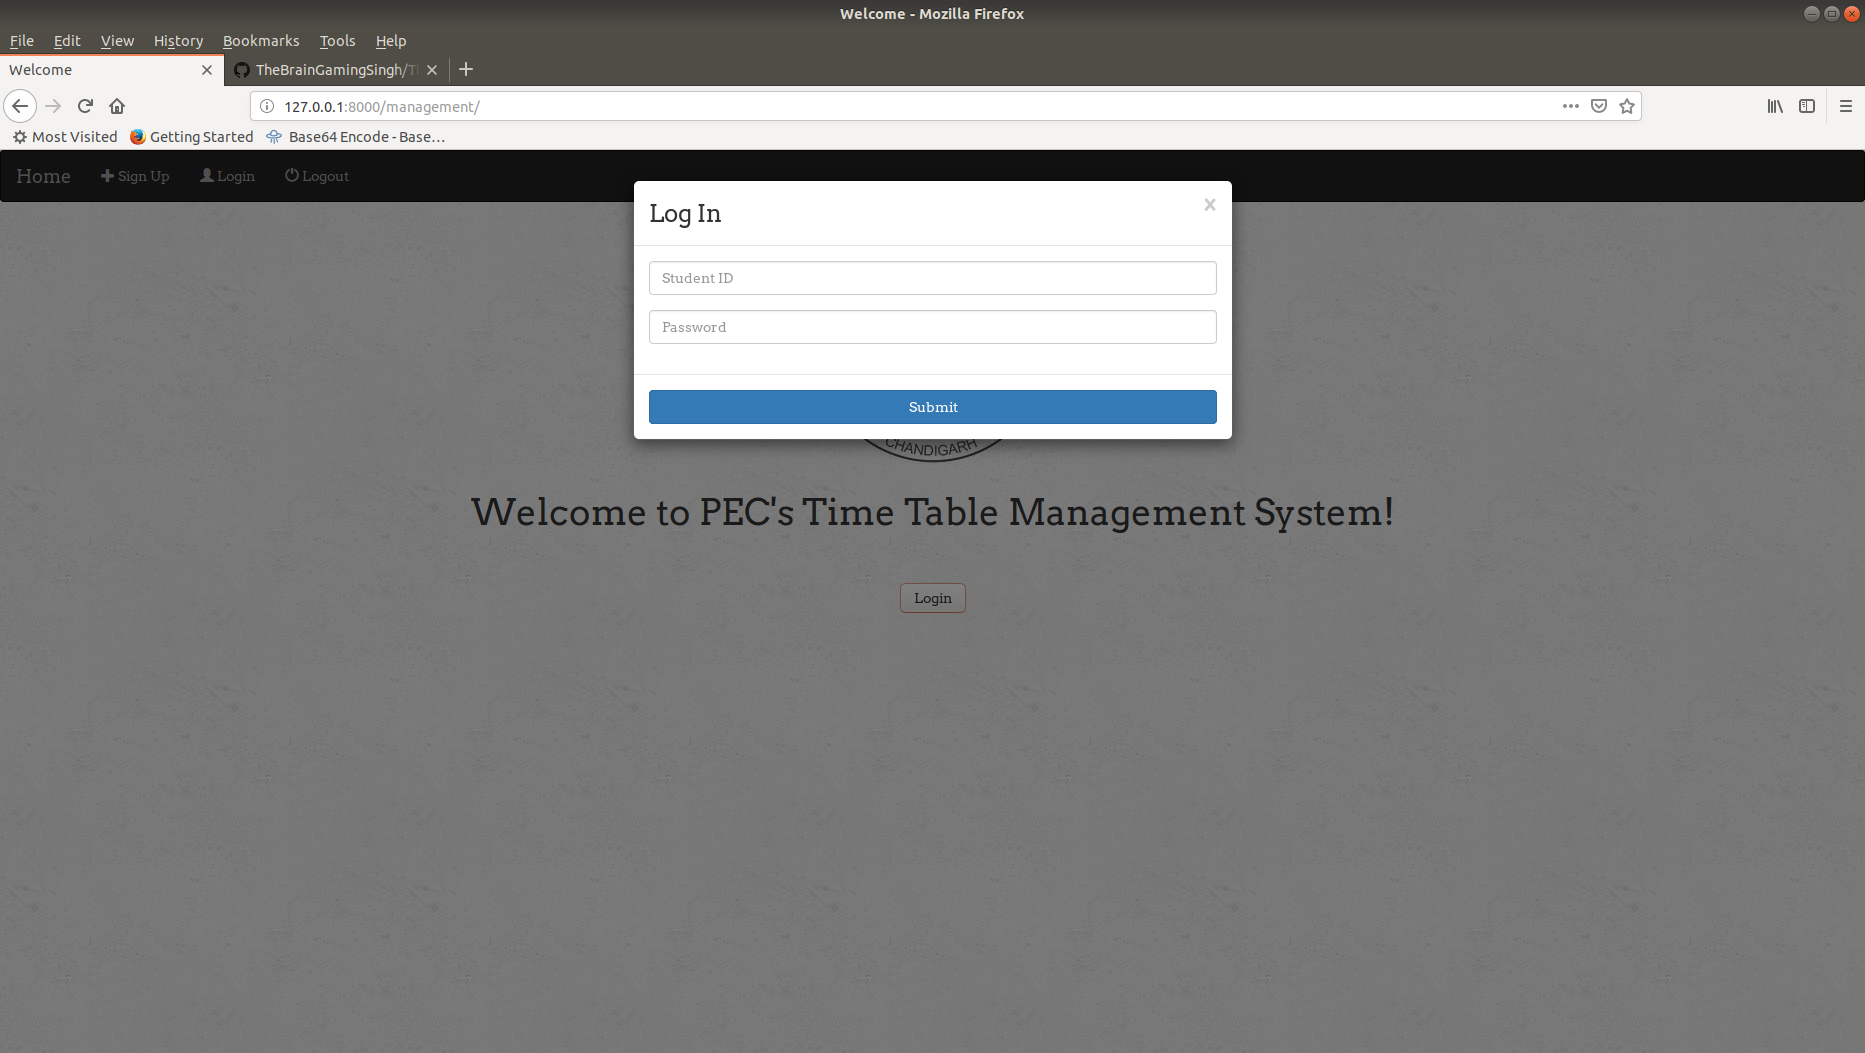 Welcome - Mozilla Firefox
File Edit View History Bookmarks Tools Help
Welcome TheBrainGamingSingh/Ti
127.0.0.1:8000/management/
Most Visited Getting Started Base64 Encode - Base…
Home Sign Up Login Logout
Log In
×
Student ID
Password
Submit
CHANDIGARH
Welcome to PEC's Time Table Management System!
Login